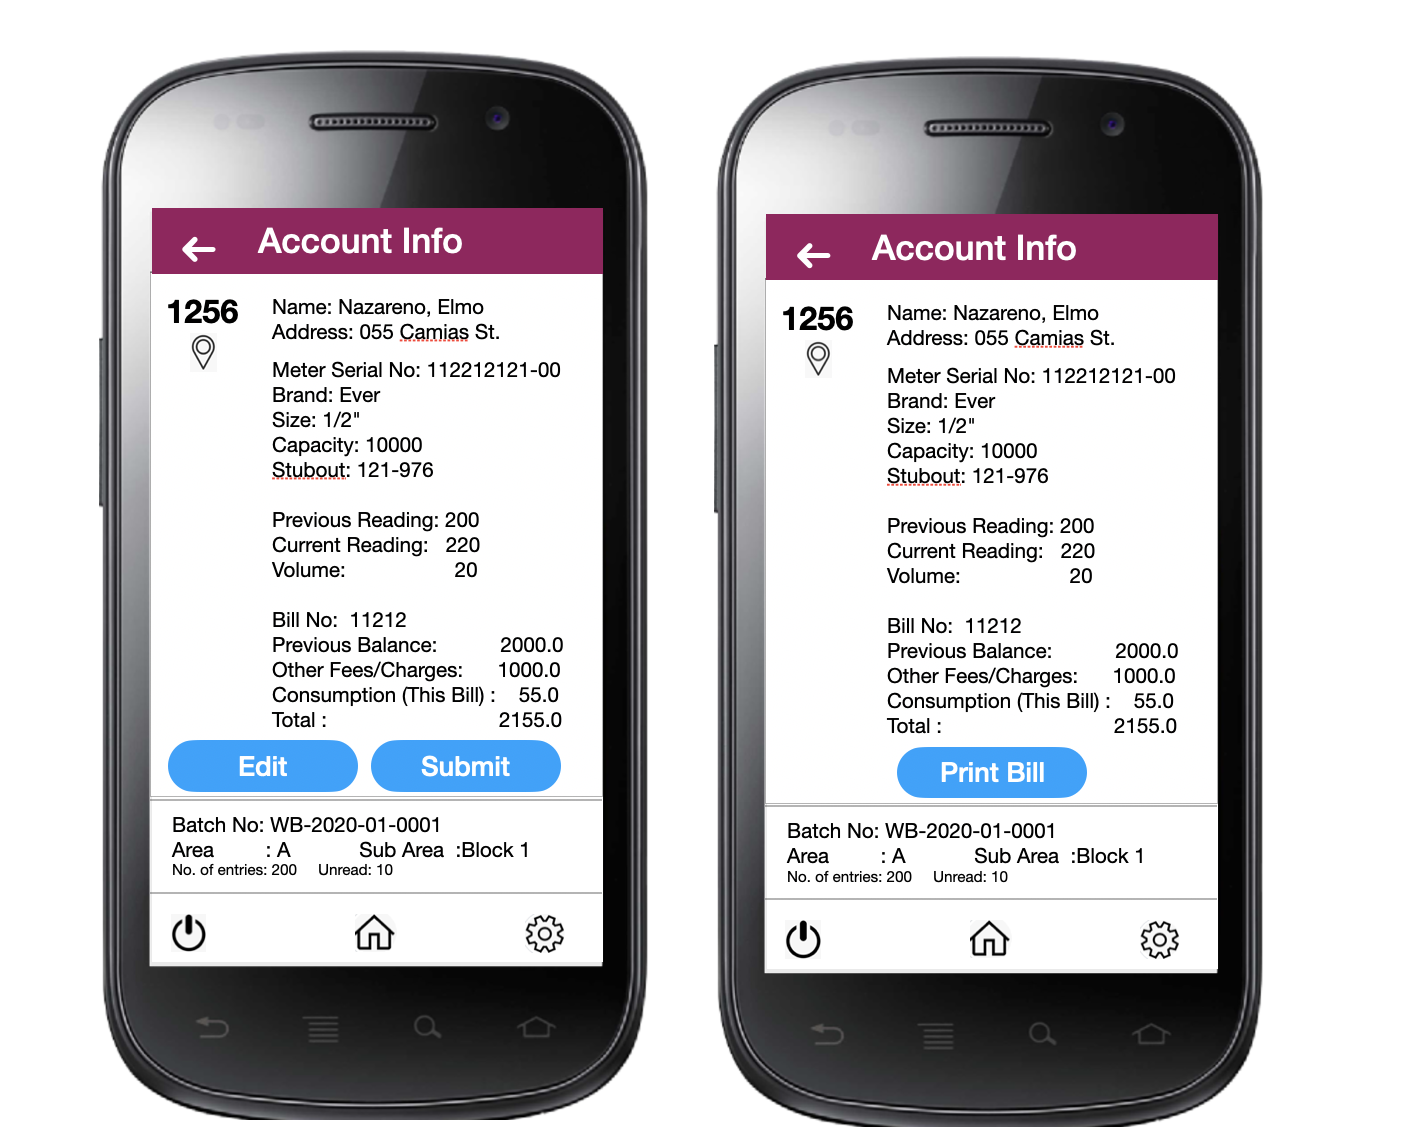 Account Info
1256
Name: Nazareno, Elmo
Address: 055 Camias St.
Meter Serial No: 112212121-00
Brand: Ever
Size: 1/2"
Capacity: 10000
Stubout: 121-976
Previous Reading: 200
Current Reading: 220
Volume: 20
Bill No: 11212
Previous Balance: 2000.0
Other Fees/Charges: 1000.0
Consumption (This Bill) : 55.0
Total : 2155.0
Edit Submit
Batch No: WB-2020-01-0001
Area : A Sub Area :Block 1
No. of entries: 200 Unread: 10
Account Info
1256
Name: Nazareno, Elmo
Address: 055 Camias St.
Meter Serial No: 112212121-00
Brand: Ever
Size: 1/2"
Capacity: 10000
Stubout: 121-976
Previous Reading: 200
Current Reading: 220
Volume: 20
Bill No: 11212
Previous Balance: 2000.0
Other Fees/Charges: 1000.0
Consumption (This Bill) : 55.0
Total : 2155.0
Print Bill
Batch No: WB-2020-01-0001
Area : A Sub Area :Block 1
No. of entries: 200 Unread: 10